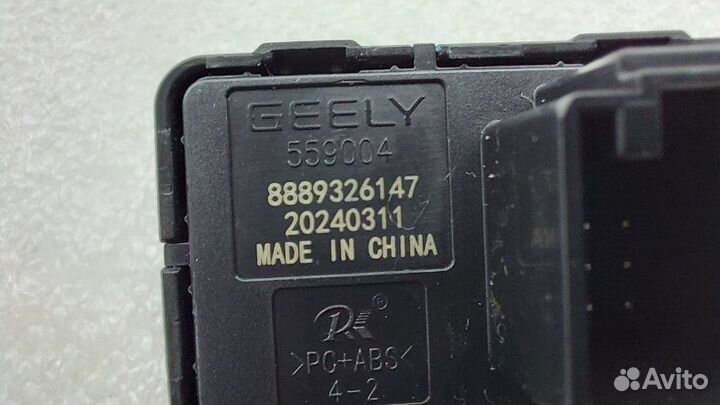 GEELY
559004
8889326147
20240311
MADE IN CHINA
®
>PC+ABS<
4-2
Avito